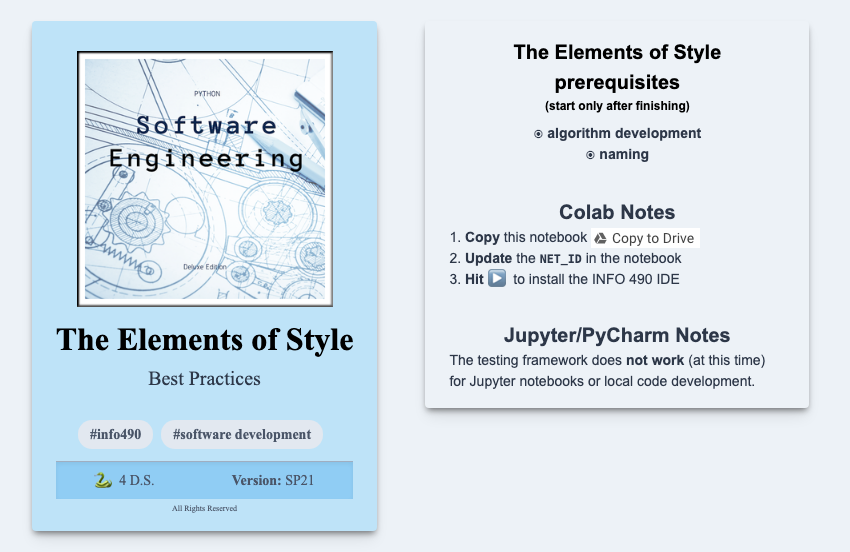 PYTHON
Software
Engineering
Deluxe Edition
The Elements of Style
Best Practices
#info490
#software development
4 D.S.
Version: SP21
All Rights Reserved
The Elements of Style
prerequisites
(start only after finishing)
algorithm development
naming
Colab Notes
1. Copy this notebook Copy to Drive
2. Update the NET_ID in the notebook
3. Hit to install the INFO 490 IDE
Jupyter/PyCharm Notes
The testing framework does not work (at this time)
for Jupyter notebooks or local code development.